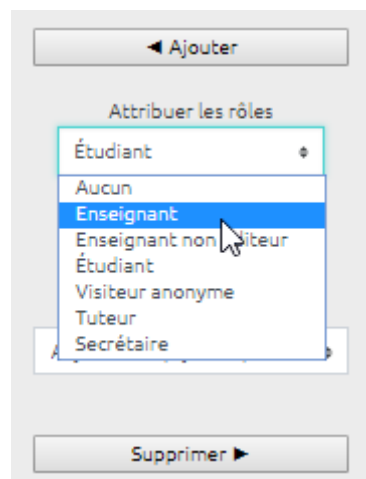 ◄ Ajouter
Attribuer les rôles
Étudiant
Aucun
Enseignant
Enseignant non
Étudiant
Visiteur anonyme
Tuteur
Secrétaire
Supprimer ►